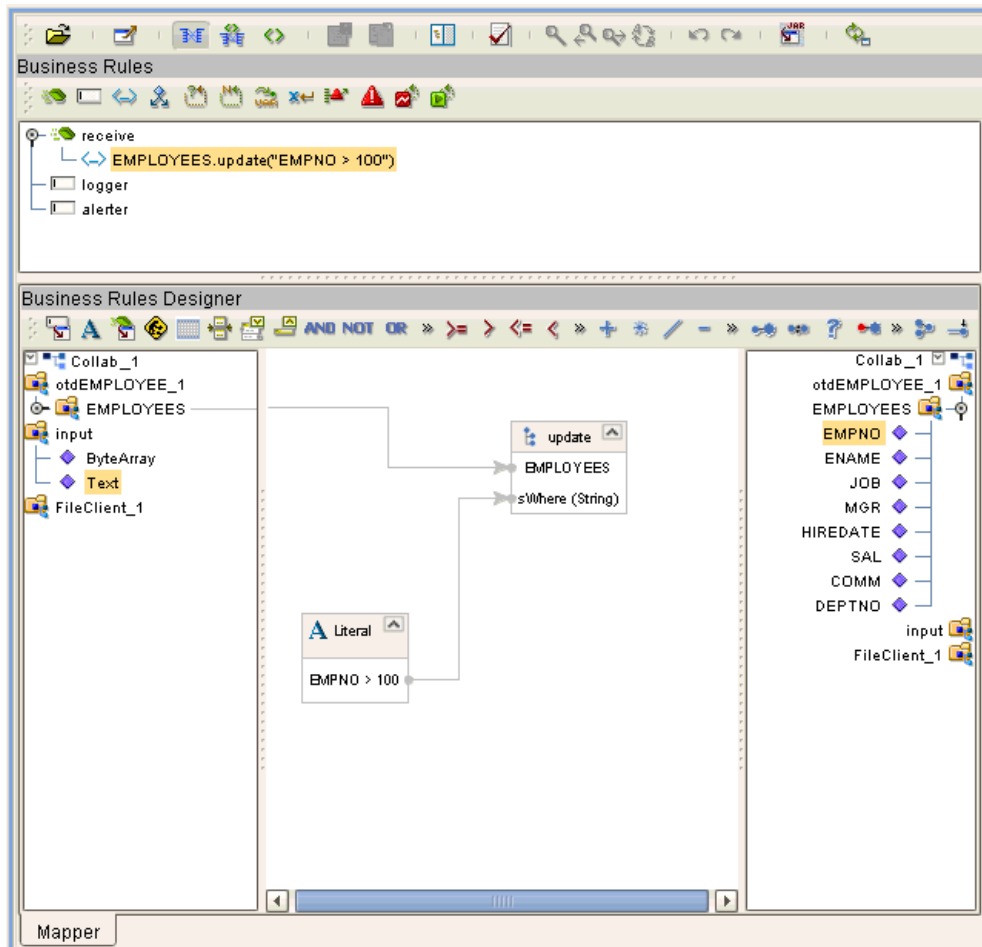 JAR
Business Rules
receive
EMPLOYEES.update("EMPNO > 100")
logger
alerter
Business Rules Designer
A AND NOT OR » >= > <= < » + * / - » ? » 
Collab_1
otdEMPLOYEE_1
EMPLOYEES
input
ByteArray
Text
FileClient_1
update
EMPLOYEES
sWhere (String)
A Literal
EMPNO > 100
Collab_1
otdEMPLOYEE_1
EMPLOYEES
EMPNO
ENAME
JOB
MGR
HIREDATE
SAL
COMM
DEPTNO
input
FileClient_1
Mapper